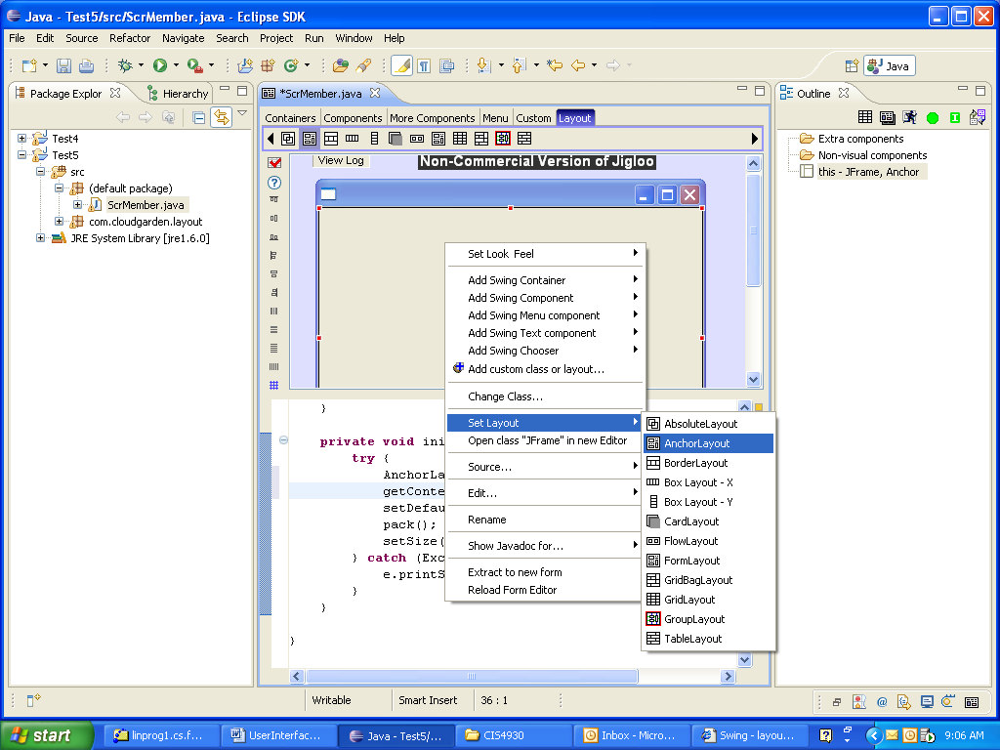 Java - Test5/src/ScrMember.java - Eclipse SDK
File Edit Source Refactor Navigate Search Project Run Window Help
Java
Package Explor
Hierarchy
Test4
Test5
src
(default package)
ScrMember.java
com.cloudgarden.layout
JRE System Library [jre1.6.0]
*ScrMember.java
Containers Components More Components Menu Custom Layout
View Log
Non-Commercial Version of Jigloo
Set Look Feel
Add Swing Container
Add Swing Component
Add Swing Menu component
Add Swing Text component
Add Swing Chooser
Add custom class or layout...
Change Class...
Set Layout
Open class "JFrame" in new Editor
Source...
Edit...
Rename
Show Javadoc for...
Extract to new form
Reload Form Editor
AbsoluteLayout
AnchorLayout
BorderLayout
Box Layout - X
Box Layout - Y
CardLayout
FlowLayout
FormLayout
GridBagLayout
GridLayout
GroupLayout
TableLayout
}
private void ini
try {
AnchorLa
getConte
setDefau
pack();
setSize(
} catch (Exc
e.printS
}
}
}
Outline
Extra components
Non-visual components
this - JFrame, Anchor
Writable
Smart Insert
36 : 1
start
linprog1.cs.f...
UserInterfac...
Java - Test5/...
CIS4930
Inbox - Micro...
Swing - layou...
9:06 AM